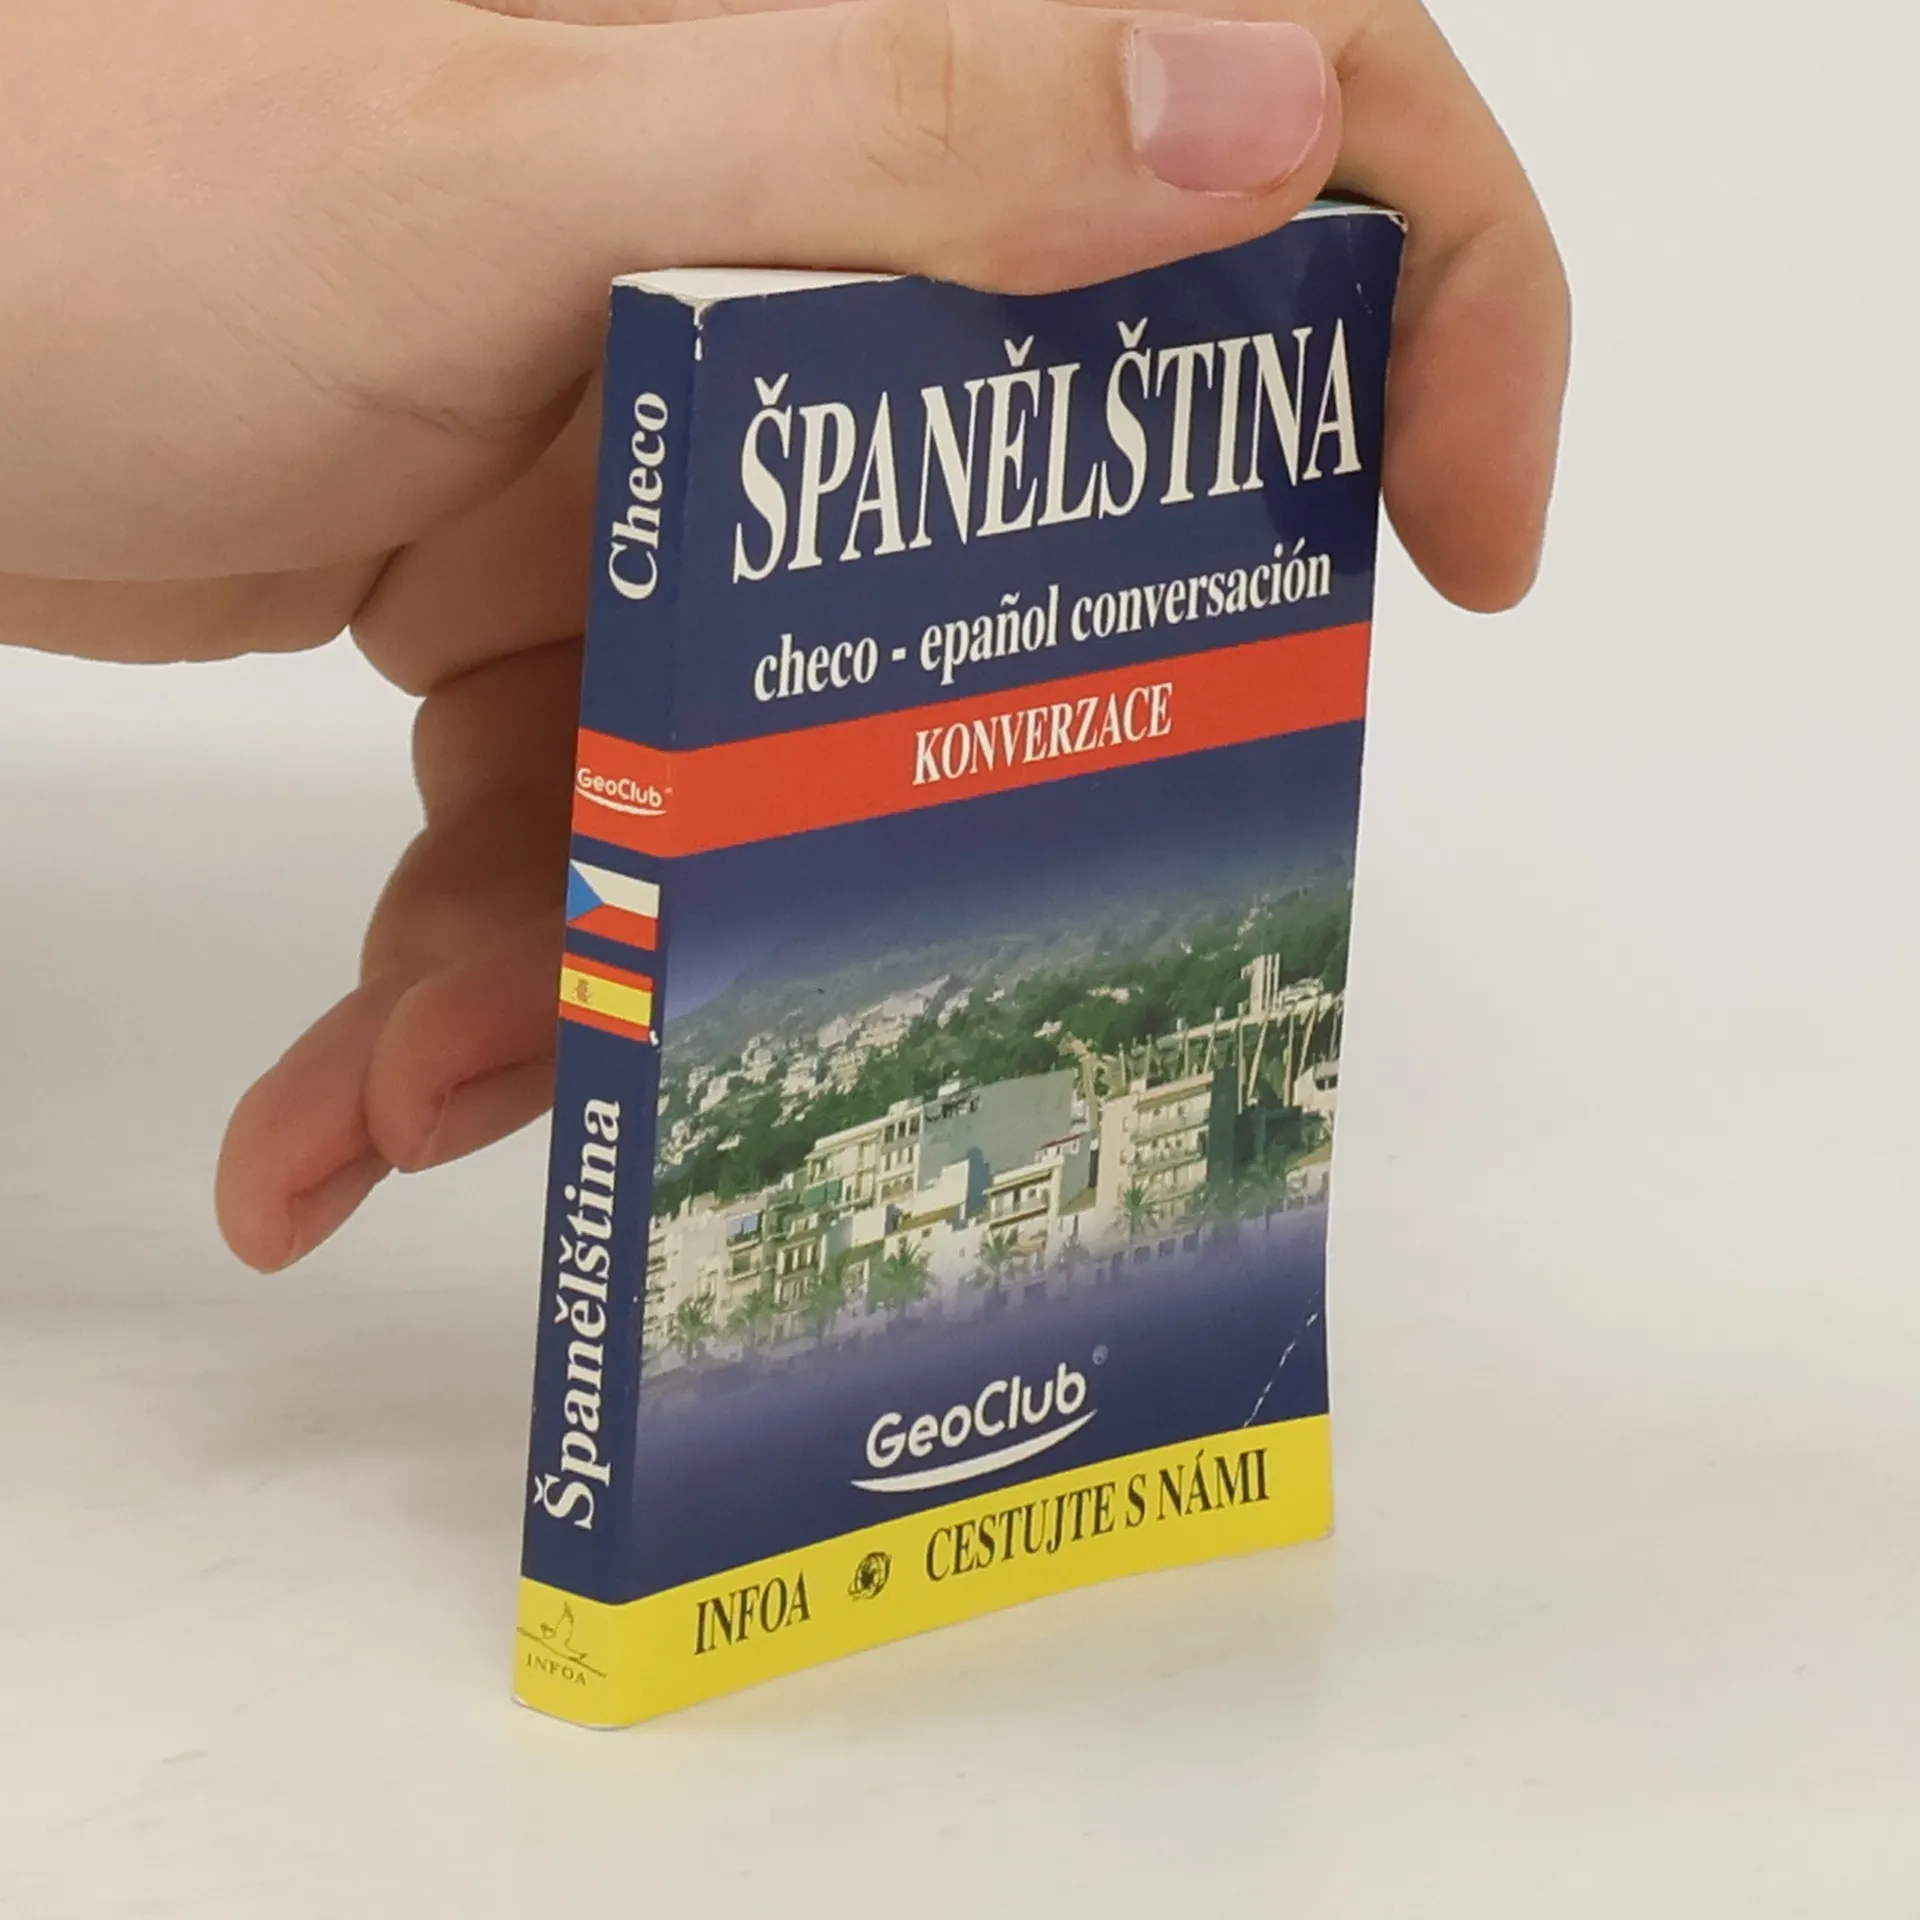 ŠPANĚLŠTINA
checo - epañol conversación
KONVERZACE
GeoClub®
INFOA CESTUJTE S NÁMI
Checo
GeoClub
Španělština
INFOA